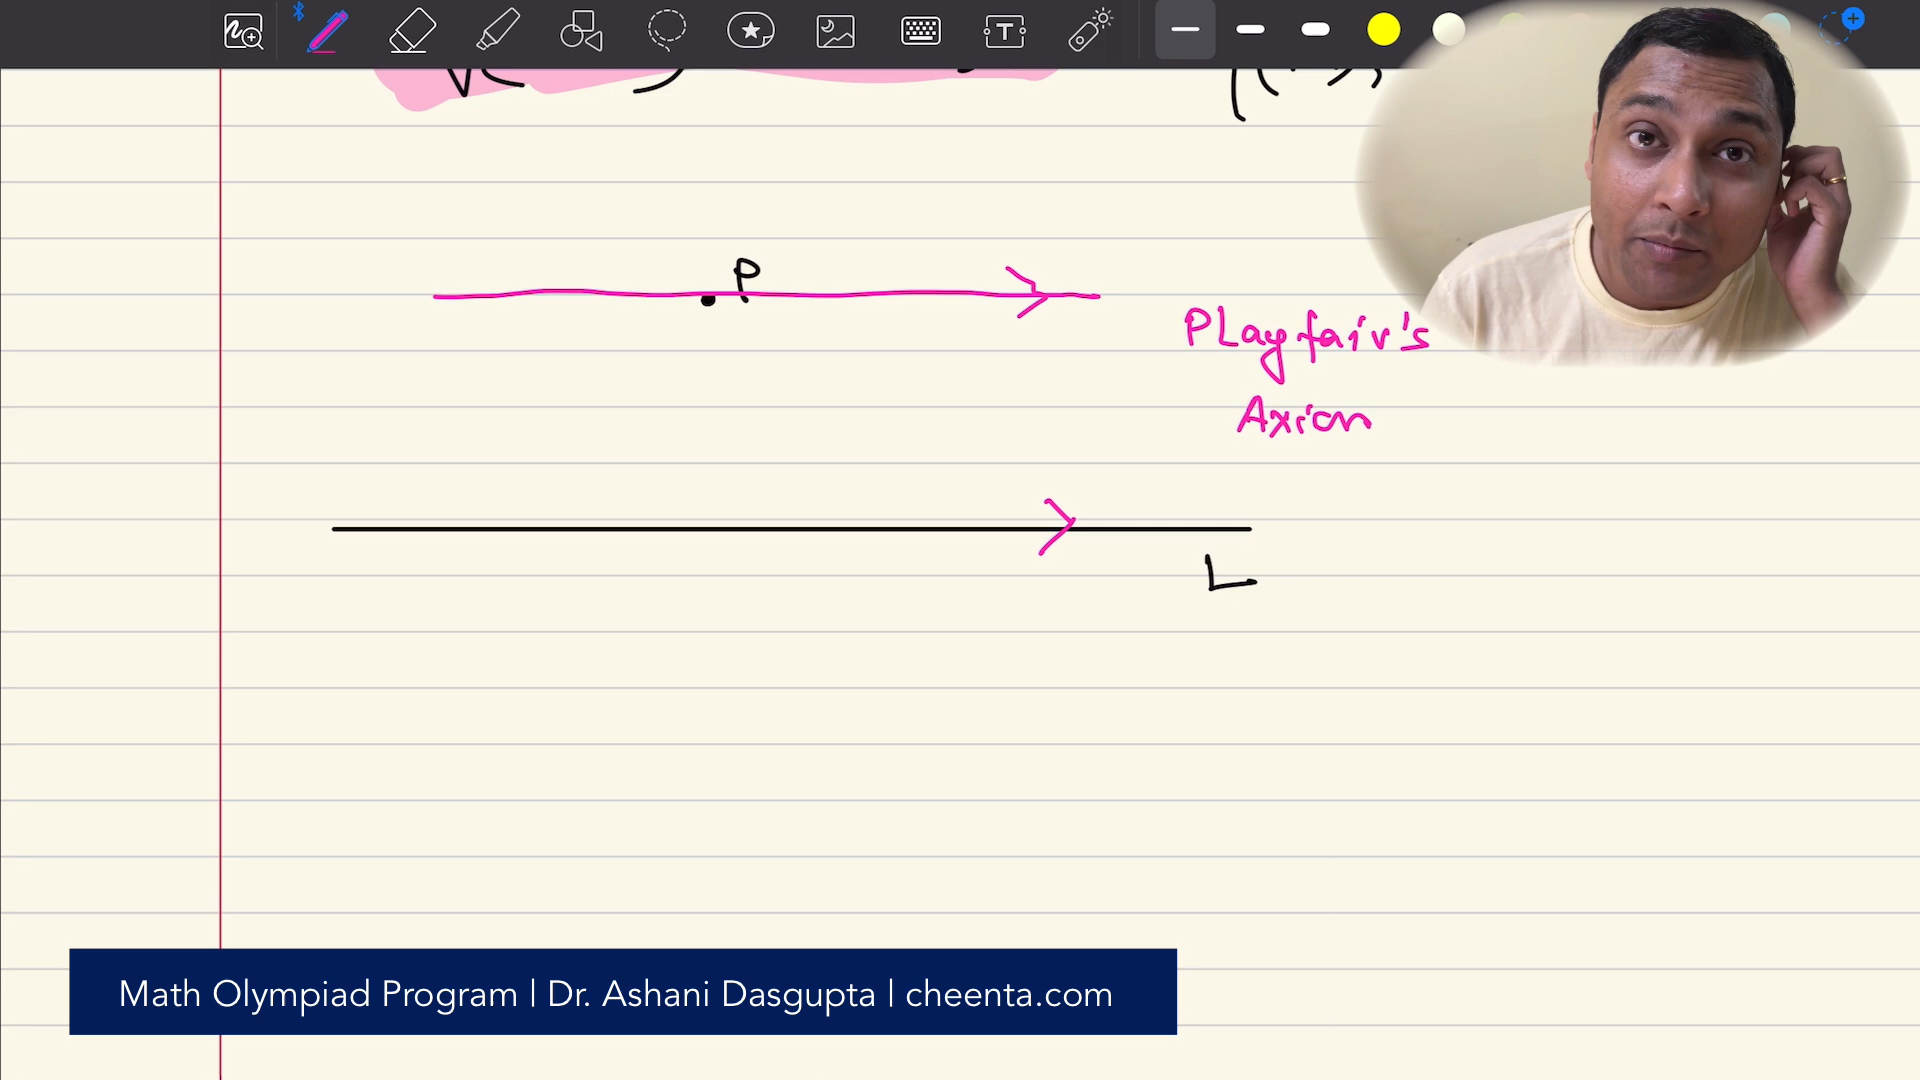 P
PLayfair's
Axiom
L
Math Olympiad Program | Dr. Ashani Dasgupta | cheenta.com